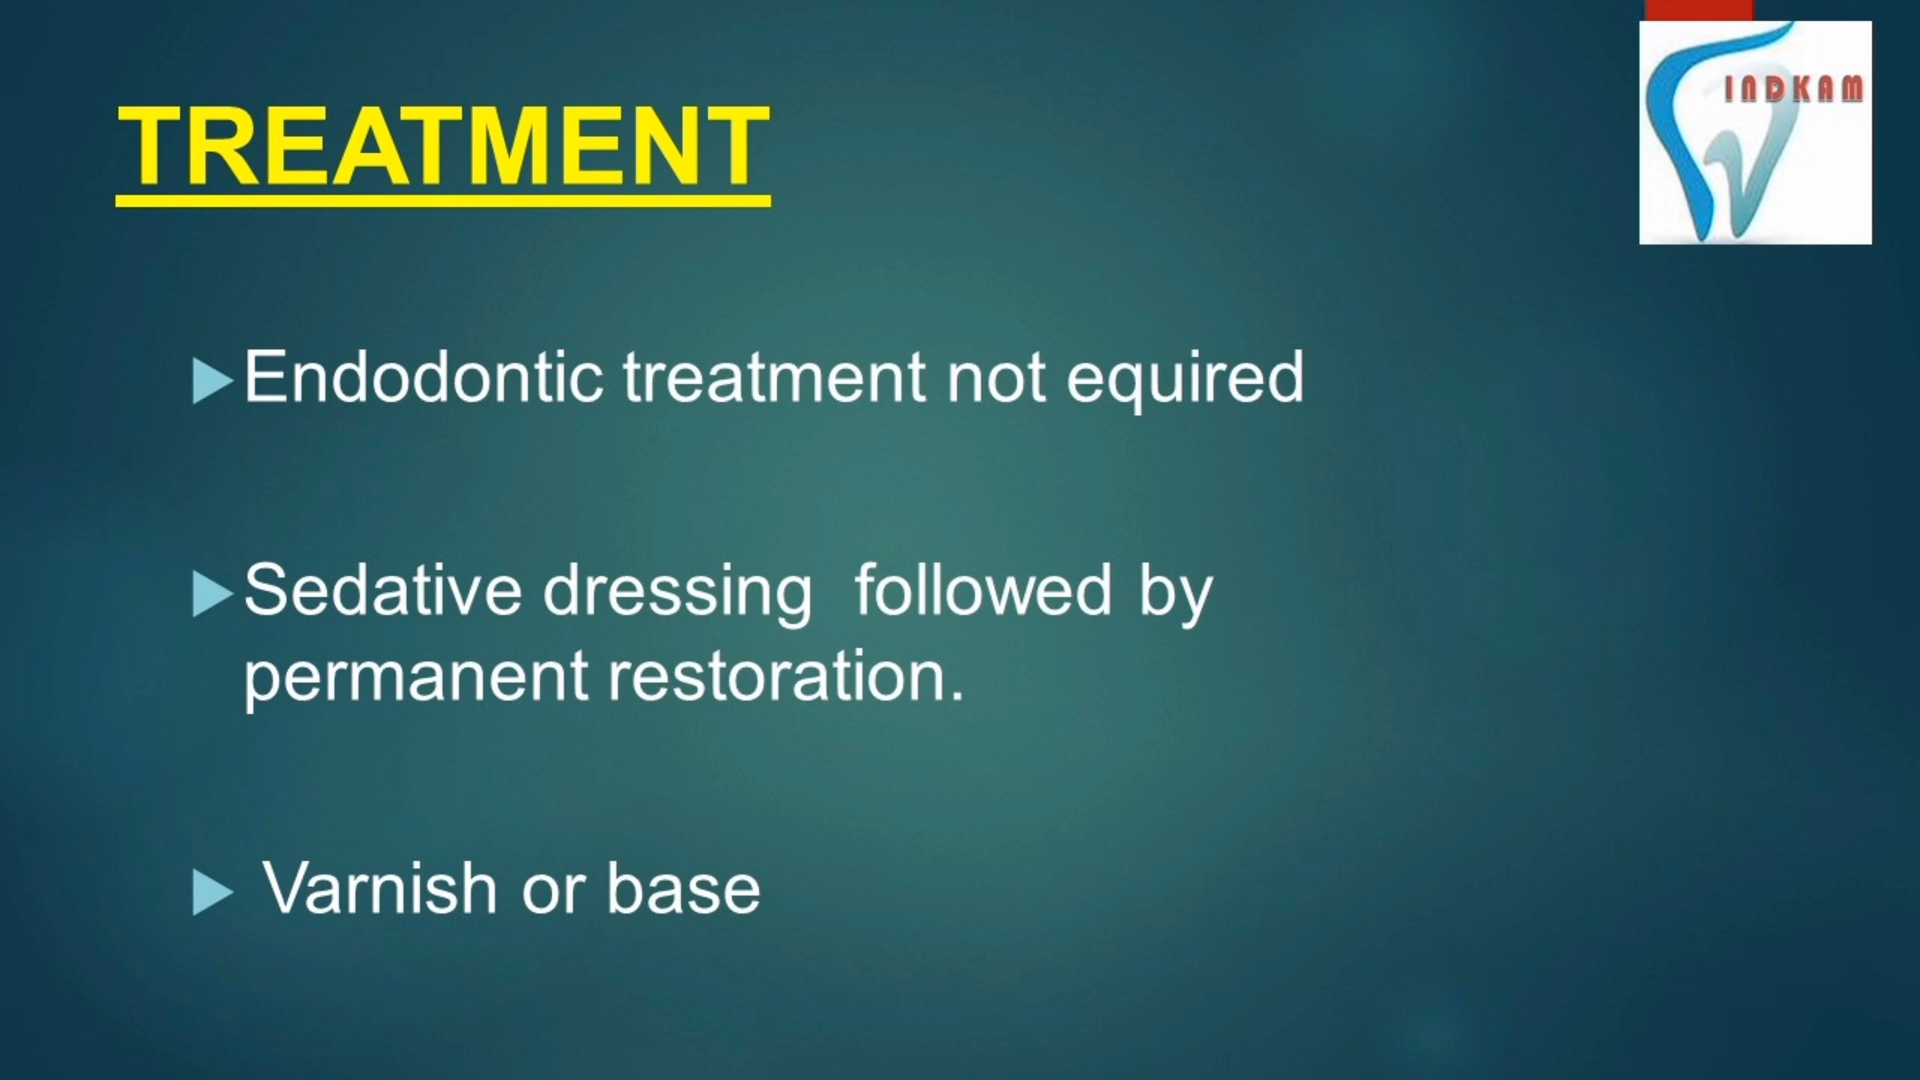 INDKAM
TREATMENT
Endodontic treatment not equired
Sedative dressing followed by
permanent restoration.
Varnish or base